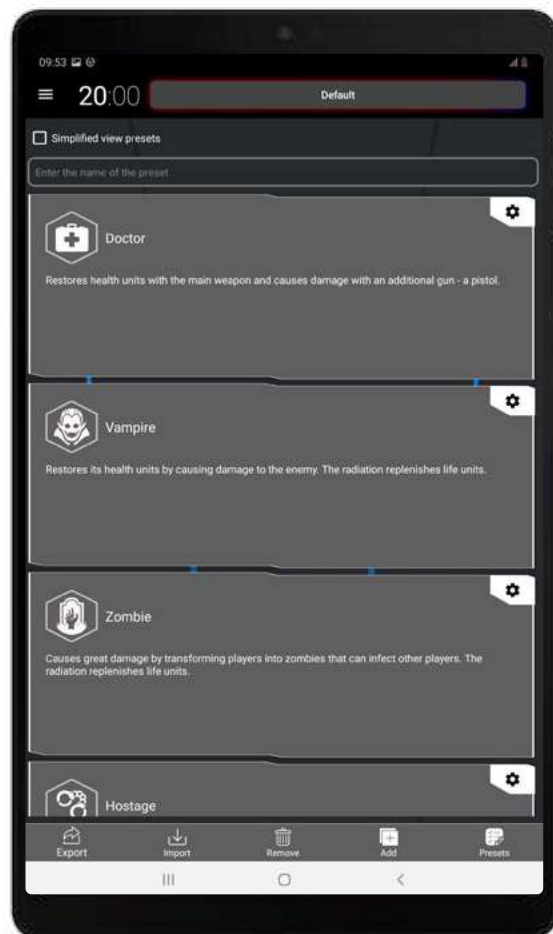 09:53
20:00
Default
Simplified view presets
Enter the name of the preset
Doctor
Restores health units with the main weapon and causes damage with an additional gun - a pistol.
Vampire
Restores its health units by causing damage to the enemy. The radiation replenishes life units.
Zombie
Causes great damage by transforming players into zombies that can infect other players. The
radiation replenishes life units.
Hostage
Export Import Remove Add Presets